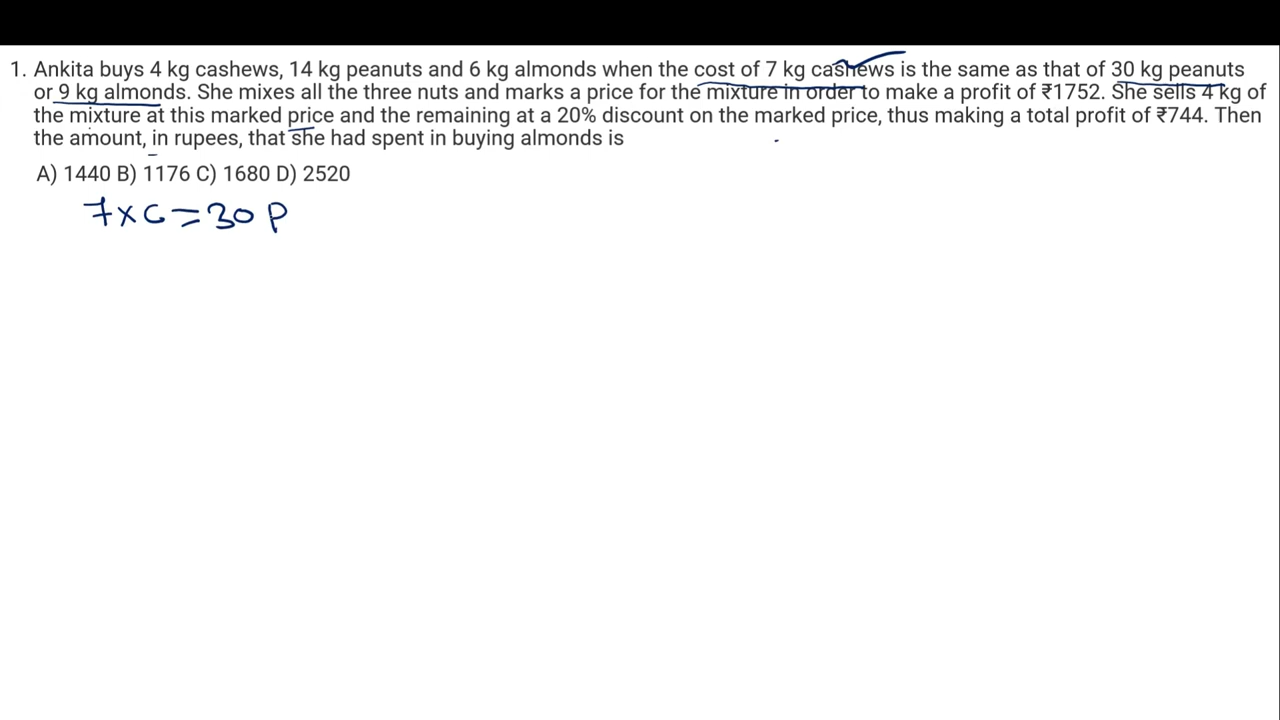 1. Ankita buys 4 kg cashews, 14 kg peanuts and 6 kg almonds when the cost of 7 kg cashews is the same as that of 30 kg peanuts
or 9 kg almonds. She mixes all the three nuts and marks a price for the mixture in order to make a profit of ₹1752. She sells 4 kg of
the mixture at this marked price and the remaining at a 20% discount on the marked price, thus making a total profit of ₹744. Then
the amount, in rupees, that she had spent in buying almonds is
A) 1440 B) 1176 C) 1680 D) 2520
7 x C = 30 P